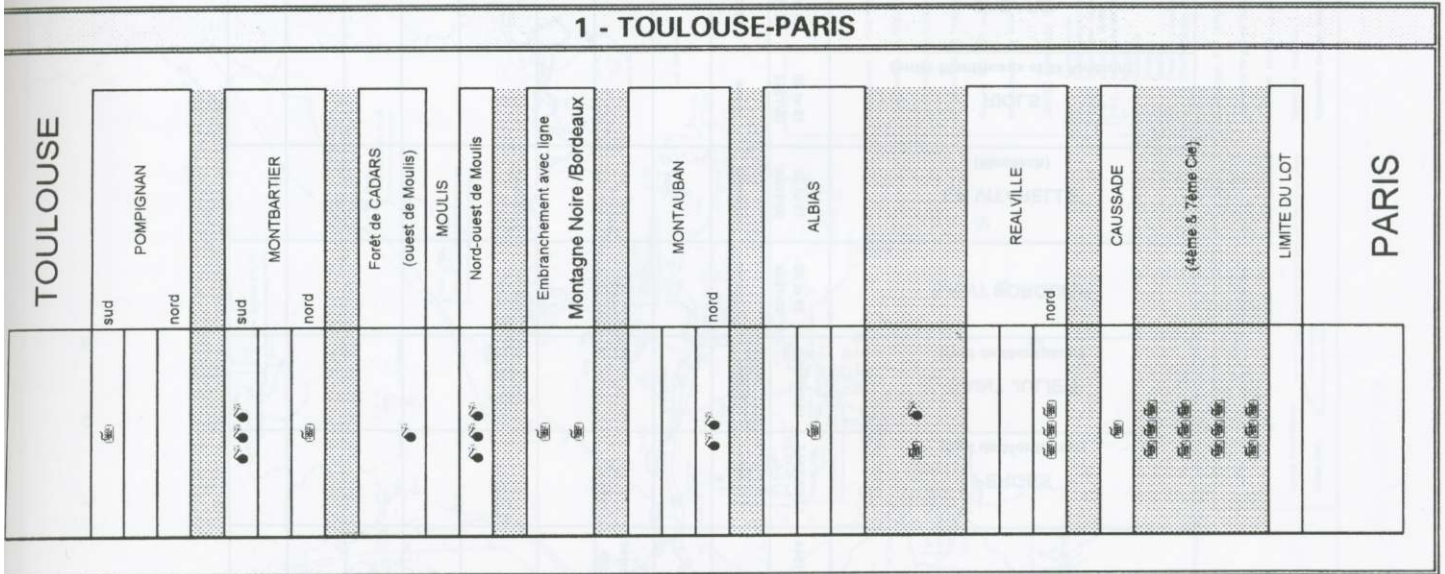 1 - TOULOUSE-PARIS
TOULOUSE
POMPIGNAN
sud
nord
MONTBARTIER
sud
nord
Forêt de CADARS
(ouest de Moulis)
MOULIS
Nord-ouest de Moulis
Embranchement avec ligne
Montagne Noire /Bordeaux
MONTAUBAN
nord
ALBIAS
REALVILLE
nord
CAUSSADE
(4ème & 7ème Cie)
LIMITE DU LOT
PARIS